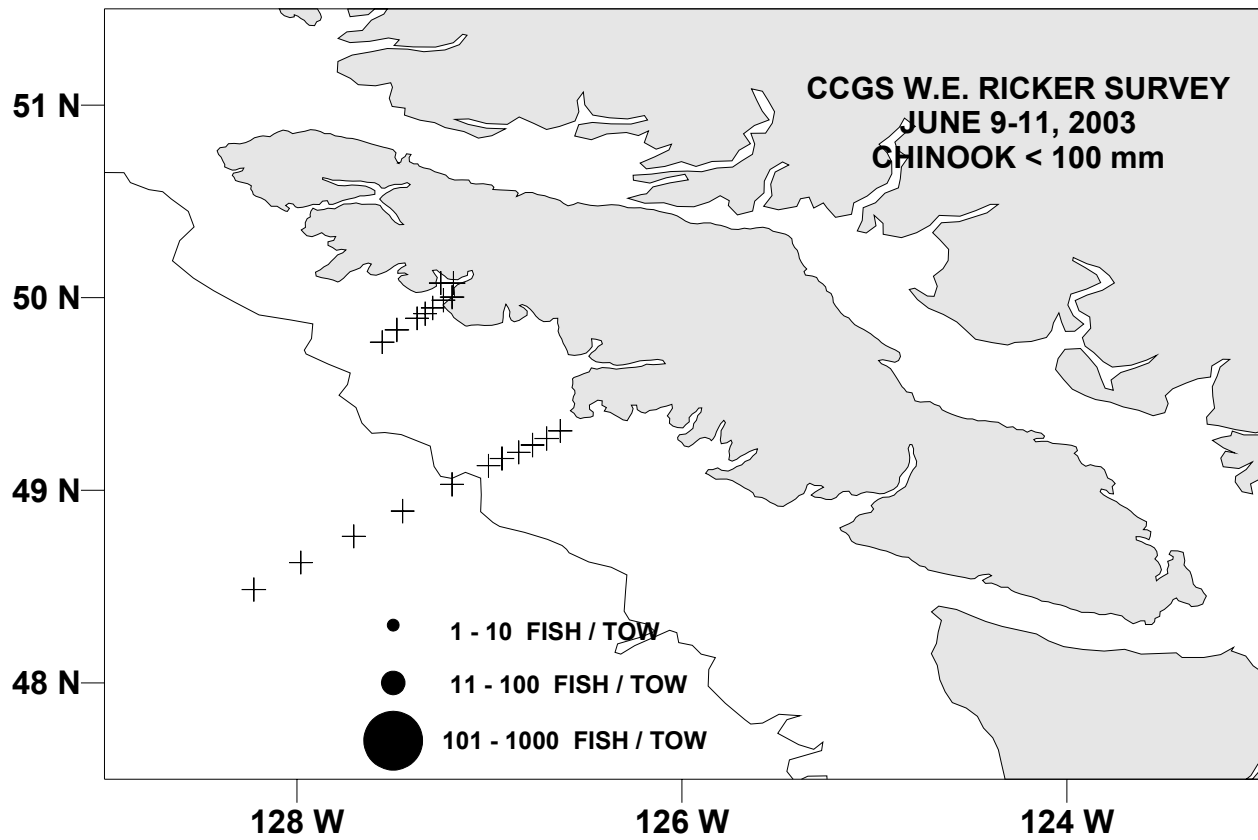 CCGS W.E. RICKER SURVEY
JUNE 9-11, 2003
CHINOOK < 100 mm
51 N
50 N
49 N
48 N
1 - 10 FISH / TOW
11 - 100 FISH / TOW
101 - 1000 FISH / TOW
128 W
126 W
124 W